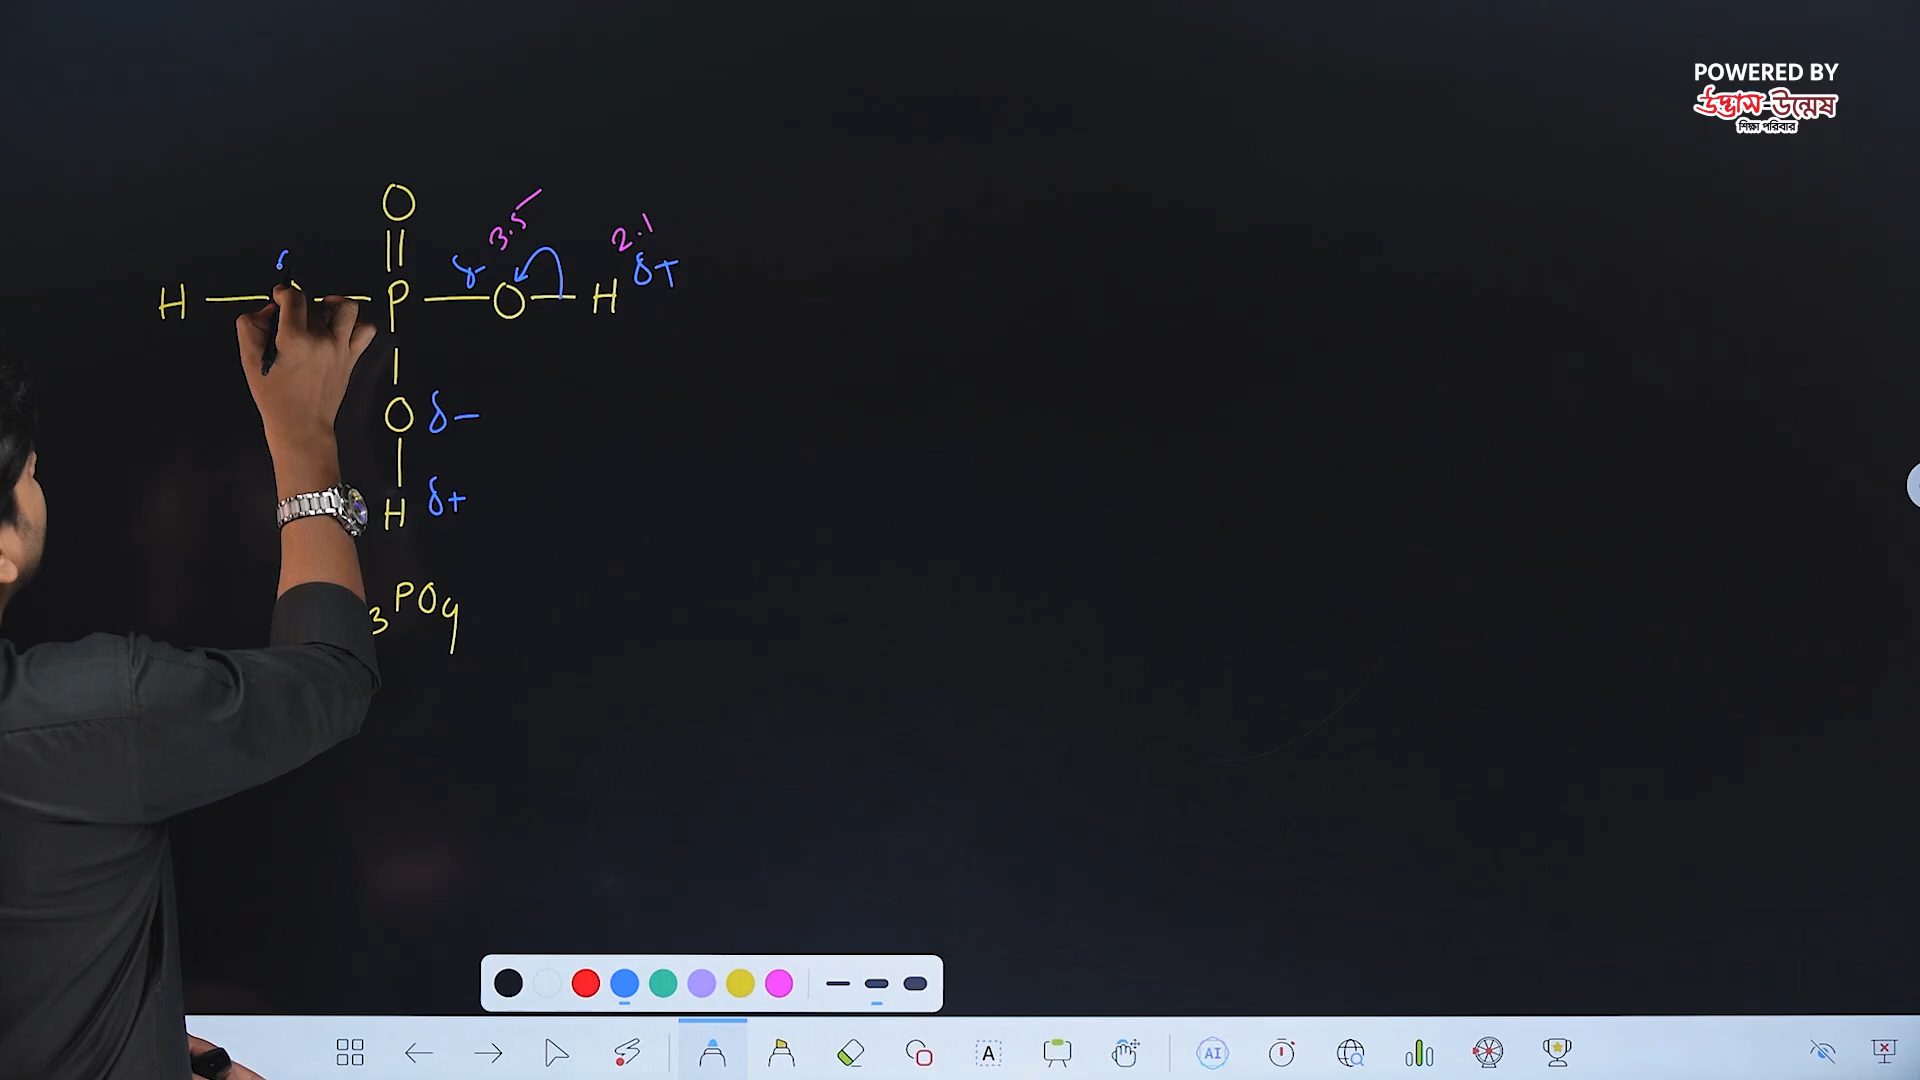 POWERED BY
উদ্ভাস-উন্মেষ
শিক্ষা পরিবার
O
3.5
2.1
δ- δ+
H P O H
O δ-
H δ+
3PO4
A
AI